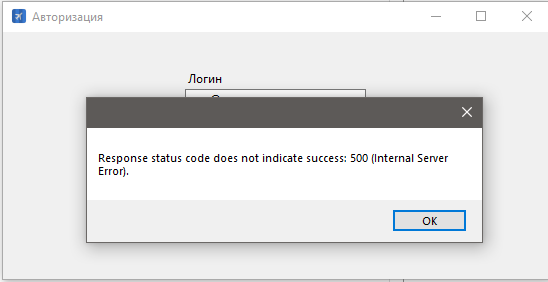 Авторизация
Логин
Response status code does not indicate success: 500 (Internal Server
Error).
OK